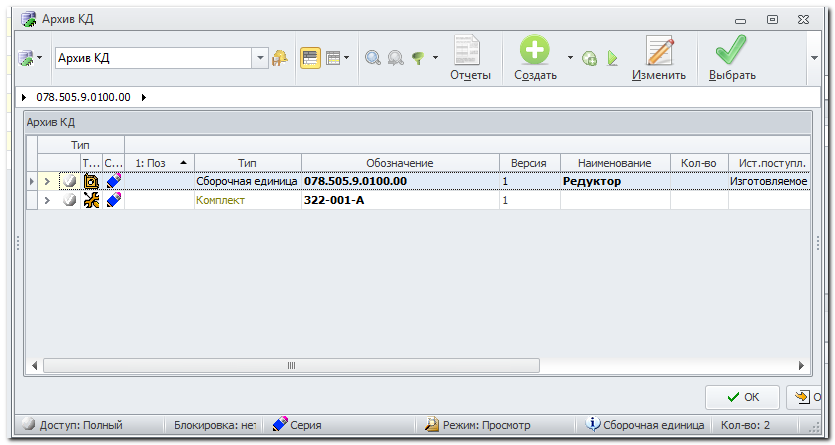 Архив КД
Архив КД
Отчеты
Создать
Изменить
Выбрать
078.505.9.0100.00
Архив КД
Тип
Т... С... 1: Поз Тип Обозначение Версия Наименование Кол-во Ист.поступл.
Сборочная единица 078.505.9.0100.00 1 Редуктор Изготовляемое
Комплект 322-001-А 1
ОК
Доступ: Полный Блокировка: Серия Режим: Просмотр Сборочная единица Кол-во: 2